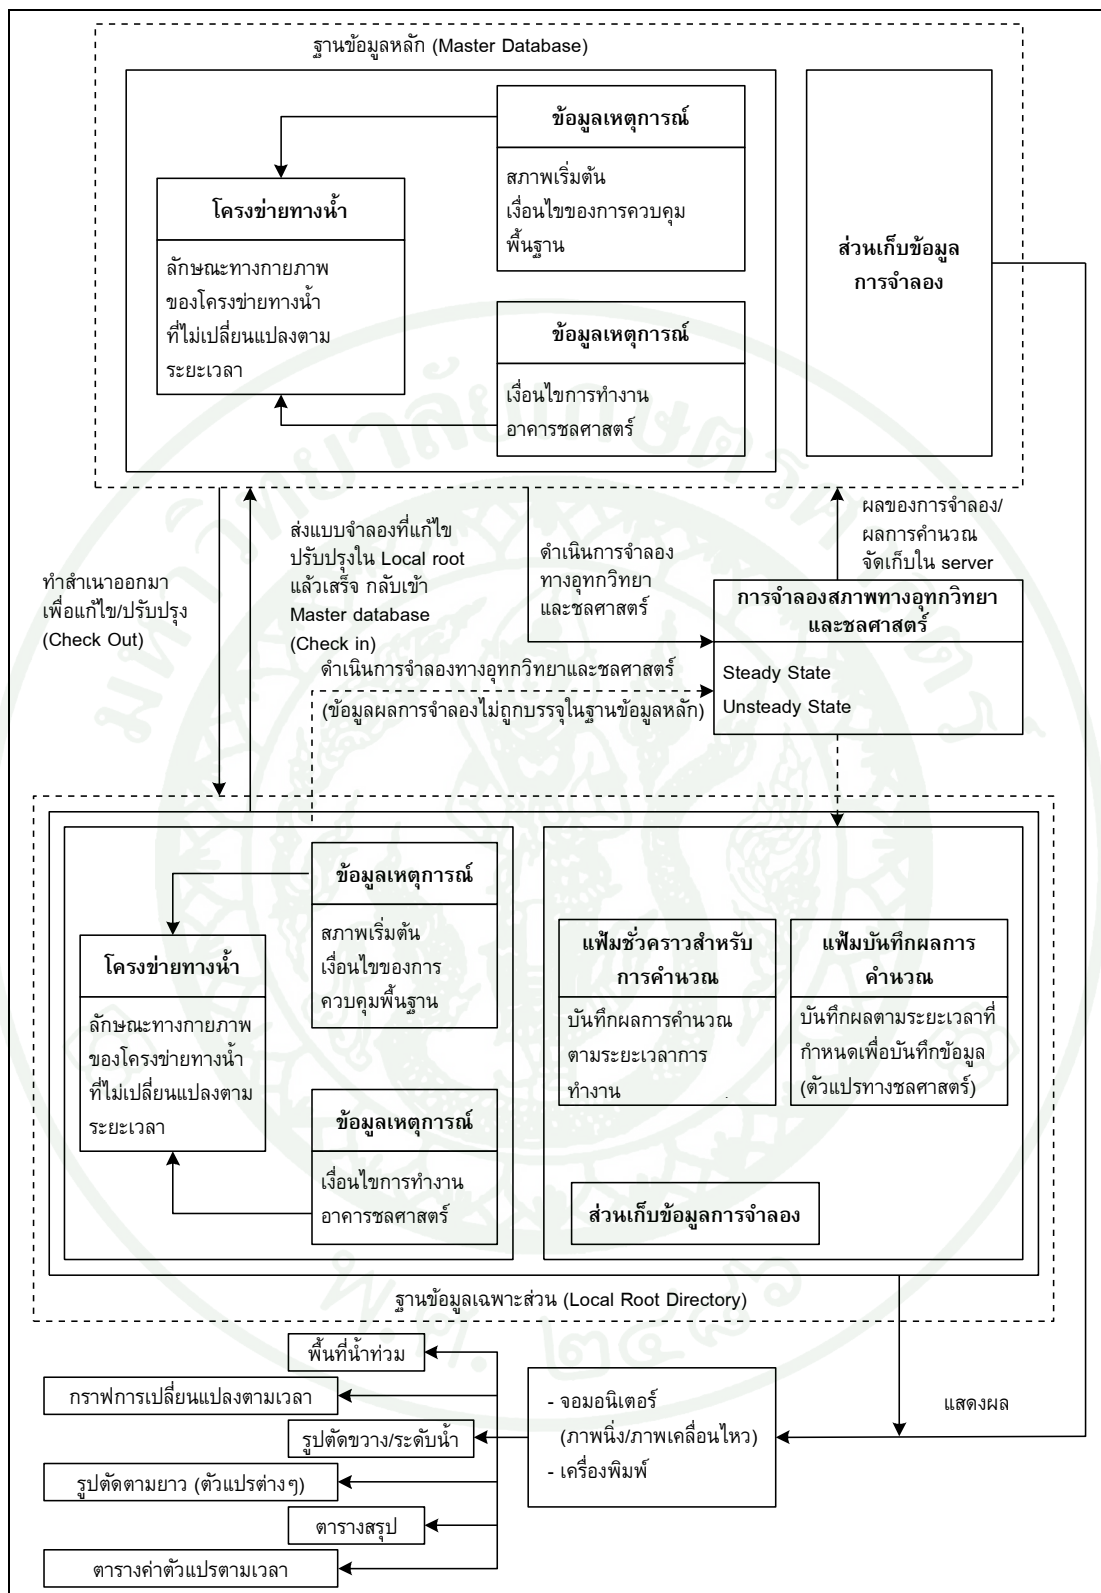 ฐานข้อมูลหลัก (Master Database)
ข้อมูลเหตุการณ์
สภาพเริ่มต้น
เงื่อนไขของการควบคุม
พื้นฐาน
โครงข่ายทางน้ำ
ลักษณะทางกายภาพ
ของโครงข่ายทางน้ำ
ที่ไม่เปลี่ยนแปลงตาม
ระยะเวลา
ข้อมูลเหตุการณ์
เงื่อนไขการทำงาน
อาคารชลศาสตร์
ส่วนเก็บข้อมูล
การจำลอง
ทำสำเนาออกมา
เพื่อแก้ไข/ปรับปรุง
(Check Out)
ส่งแบบจำลองที่แก้ไข
ปรับปรุงใน Local root
แล้วเสร็จ กลับเข้า
Master database
(Check in)
ดำเนินการจำลอง
ทางอุทกวิทยา
และชลศาสตร์
ผลของการจำลอง/
ผลการคำนวณ
จัดเก็บใน server
การจำลองสภาพทางอุทกวิทยา
และชลศาสตร์
Steady State
Unsteady State
ดำเนินการจำลองทางอุทกวิทยาและชลศาสตร์
(ข้อมูลผลการจำลองไม่ถูกบรรจุในฐานข้อมูลหลัก)
ข้อมูลเหตุการณ์
สภาพเริ่มต้น
เงื่อนไขของการ
ควบคุมพื้นฐาน
โครงข่ายทางน้ำ
ลักษณะทางกายภาพ
ของโครงข่ายทางน้ำ
ที่ไม่เปลี่ยนแปลงตาม
ระยะเวลา
ข้อมูลเหตุการณ์
เงื่อนไขการทำงาน
อาคารชลศาสตร์
แฟ้มชั่วคราวสำหรับ
การคำนวณ
บันทึกผลการคำนวณ
ตามระยะเวลาการ
ทำงาน
แฟ้มบันทึกผลการ
คำนวณ
บันทึกผลตามระยะเวลาที่
กำหนดเพื่อบันทึกข้อมูล
(ตัวแปรทางชลศาสตร์)
ส่วนเก็บข้อมูลการจำลอง
ฐานข้อมูลเฉพาะส่วน (Local Root Directory)
พื้นที่น้ำท่วม
กราฟการเปลี่ยนแปลงตามเวลา
รูปตัดขวาง/ระดับน้ำ
รูปตัดตามยาว (ตัวแปรต่างๆ)
ตารางสรุป
ตารางค่าตัวแปรตามเวลา
- จอมอนิเตอร์
(ภาพนิ่ง/ภาพเคลื่อนไหว)
- เครื่องพิมพ์
แสดงผล
มหาวิทยาลัยเกษตรศาสตร์
พ.ศ. ๒๔๘๖